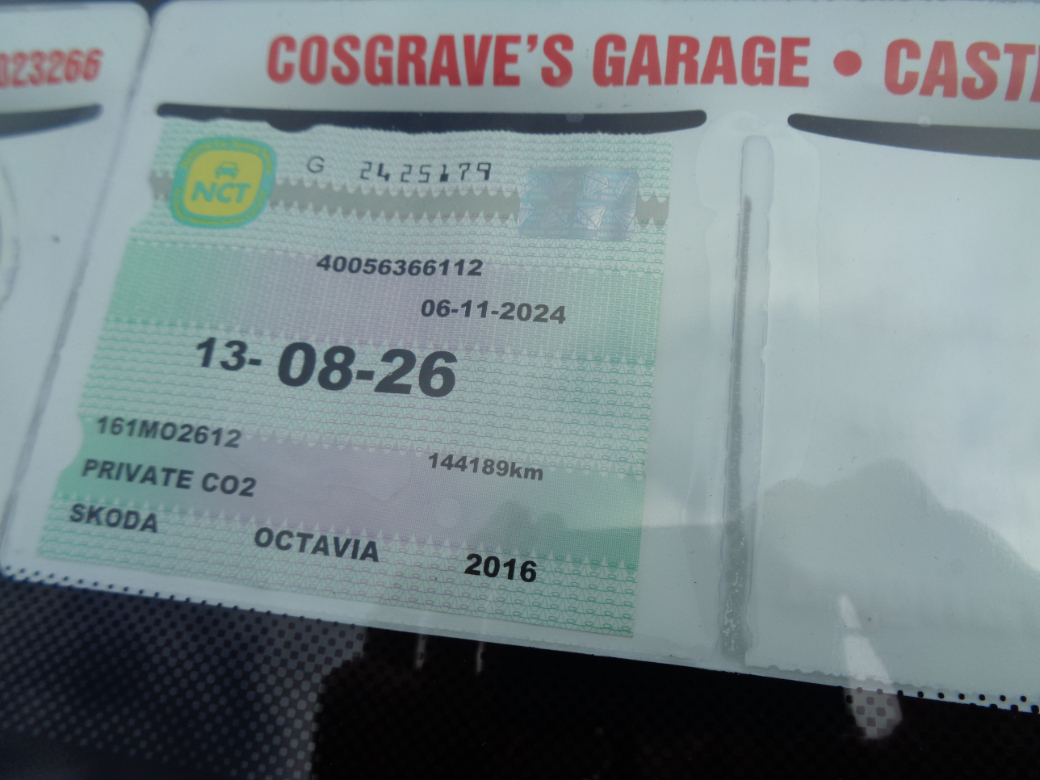 023266
COSGRAVE'S GARAGE •
NCT
G 2425179
40056366112
06-11-2024
13-08-26
161MO2612
144189km
PRIVATE CO2
SKODA OCTAVIA 2016